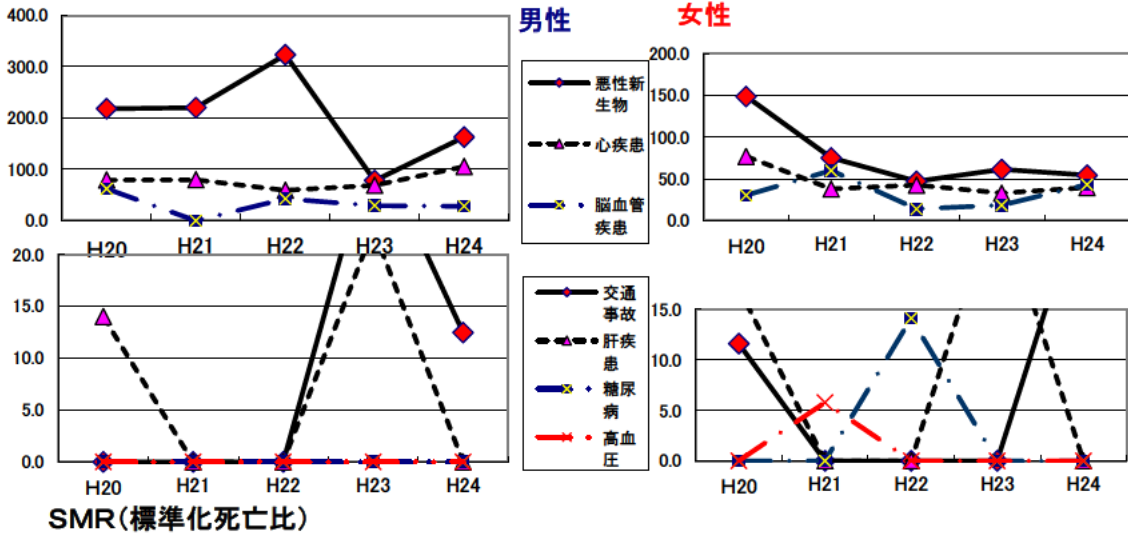 男性
女性
400.0
300.0
200.0
100.0
0.0
H20 H21 H22 H23 H24
悪性新
生物
心疾患
脳血管
疾患
200.0
150.0
100.0
50.0
0.0
H20 H21 H22 H23 H24
20.0
15.0
10.0
5.0
0.0
H20 H21 H22 H23 H24
交通
事故
肝疾
患
糖尿
病
高血
圧
15.0
10.0
5.0
0.0
H20 H21 H22 H23 H24
SMR(標準化死亡比)